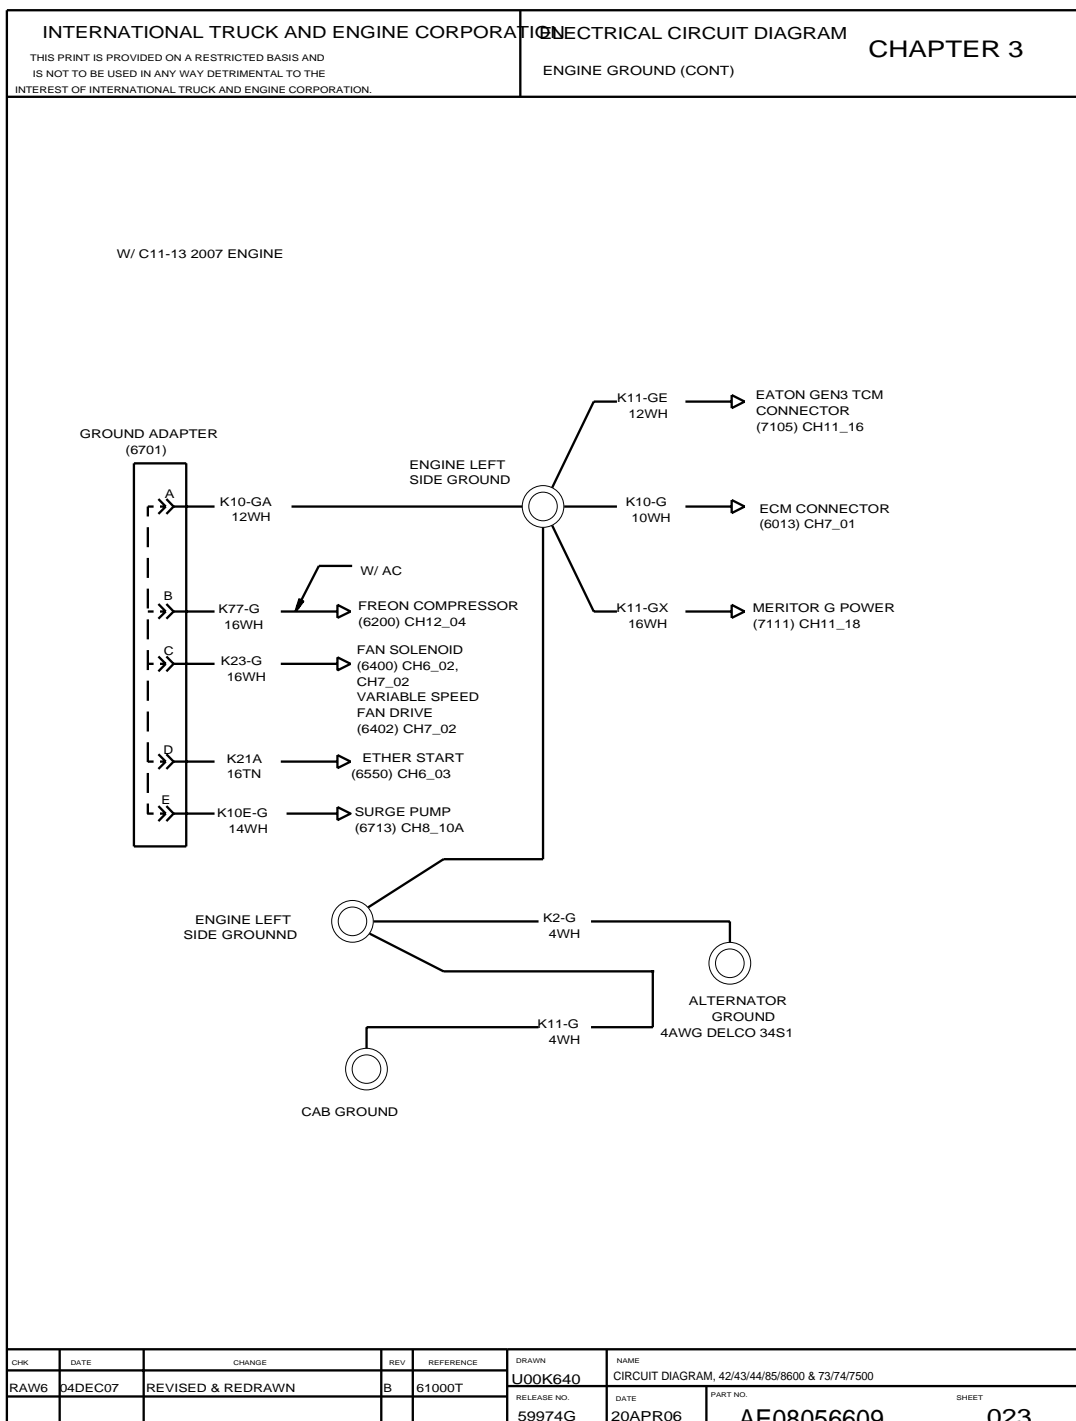 INTERNATIONAL TRUCK AND ENGINE CORPORATION
THIS PRINT IS PROVIDED ON A RESTRICTED BASIS AND
IS NOT TO BE USED IN ANY WAY DETRIMENTAL TO THE
INTEREST OF INTERNATIONAL TRUCK AND ENGINE CORPORATION.
ELECTRICAL CIRCUIT DIAGRAM
ENGINE GROUND (CONT)
CHAPTER 3
W/ C11-13 2007 ENGINE
GROUND ADAPTER
(6701)
A
K10-GA
12WH
B
K77-G
16WH
W/ AC
FREON COMPRESSOR
(6200) CH12_04
C
K23-G
16WH
FAN SOLENOID
(6400) CH6_02,
CH7_02
VARIABLE SPEED
FAN DRIVE
(6402) CH7_02
D
K21A
16TN
ETHER START
(6550) CH6_03
E
K10E-G
14WH
SURGE PUMP
(6713) CH8_10A
ENGINE LEFT
SIDE GROUND
K11-GE
12WH
EATON GEN3 TCM
CONNECTOR
(7105) CH11_16
K10-G
10WH
ECM CONNECTOR
(6013) CH7_01
K11-GX
16WH
MERITOR G POWER
(7111) CH11_18
ENGINE LEFT
SIDE GROUNND
K2-G
4WH
ALTERNATOR
GROUND
4AWG DELCO 34S1
K11-G
4WH
CAB GROUND
CHK DATE CHANGE REV REFERENCE
RAW6 04DEC07 REVISED & REDRAWN B 61000T
DRAWN
U00K640
NAME
CIRCUIT DIAGRAM, 42/43/44/85/8600 & 73/74/7500
RELEASE NO.
59974G
DATE
20APR06
PART NO.
AE08056609
SHEET
023